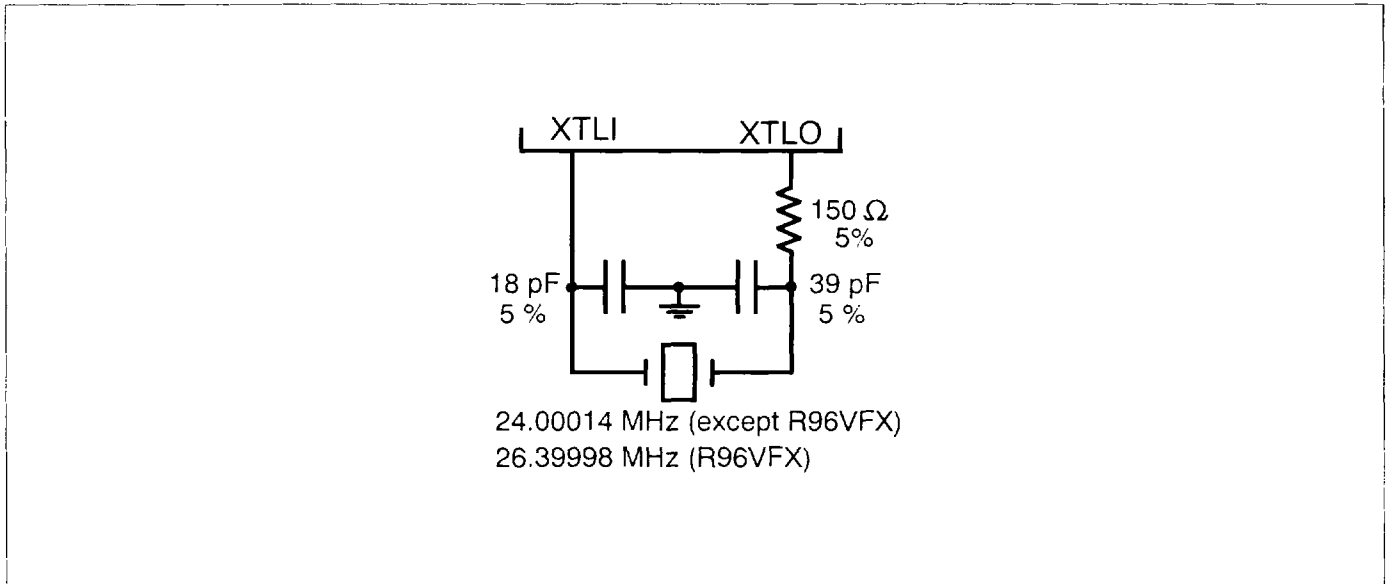 XTLI XTLO
150 Ω
5%
18 pF 39 pF
5 % 5 %
24.00014 MHz (except R96VFX)
26.39998 MHz (R96VFX)